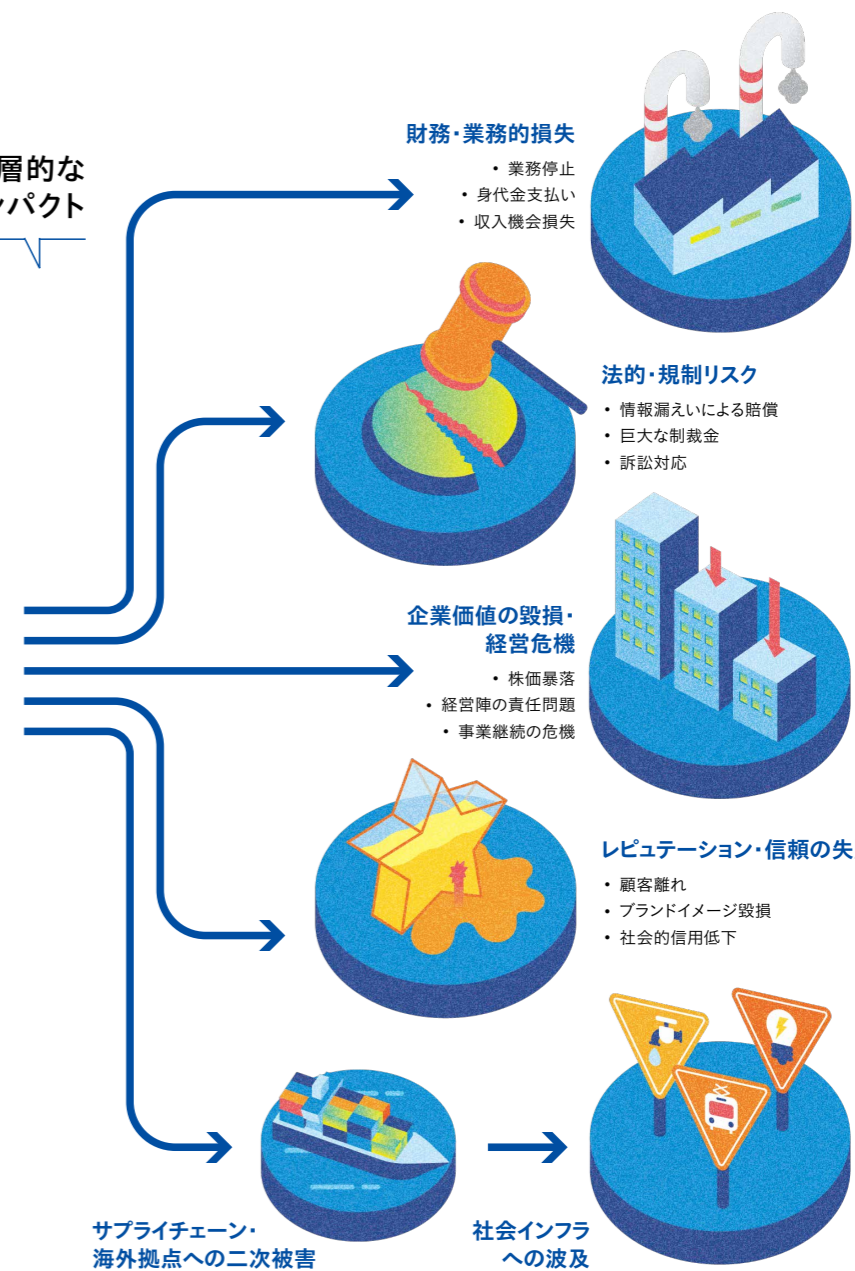 層的な
パクト
財務・業務的損失
• 業務停止
• 身代金支払い
• 収入機会損失
法的・規制リスク
• 情報漏えいによる賠償
• 巨大な制裁金
• 訴訟対応
企業価値の毀損・
経営危機
• 株価暴落
• 経営陣の責任問題
• 事業継続の危機
レピュテーション・信頼の失
• 顧客離れ
• ブランドイメージ毀損
• 社会的信用低下
サプライチェーン・
海外拠点への二次被害
社会インフラ
への波及